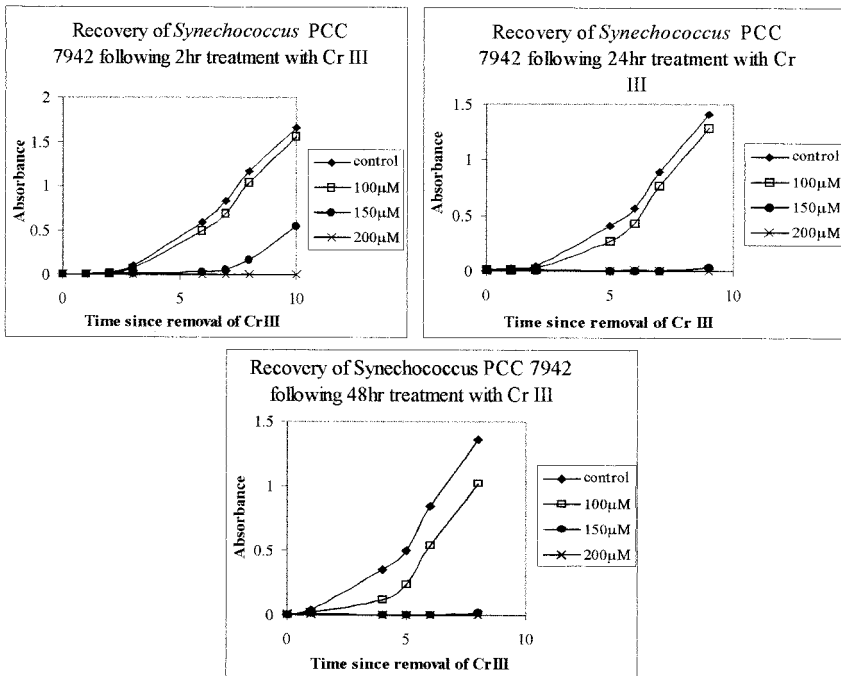 Recovery of Synechococcus PCC
7942 following 2hr treatment with Cr III
2
1.5
1
0.5
0
0
5
10
Absorbance
Time since removal of Cr III
control
100µM
150µM
200µM
Recovery of Synechococcus PCC
7942 following 24hr treatment with Cr
III
1.5
1
0.5
0
0
5
10
Absorbance
Time since removal of Cr III
control
100µM
150µM
200µM
Recovery of Synechococcus PCC 7942
following 48hr treatment with Cr III
1.5
1
0.5
0
0
5
10
Absorbance
Time since removal of Cr III
control
100µM
150µM
200µM